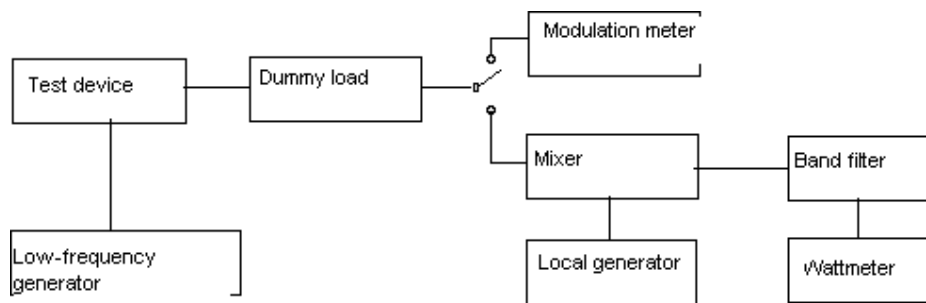 Modulation meter
Test device
Dummy load
Mixer
Band filter
Low-frequency
generator
Local generator
Wattmeter